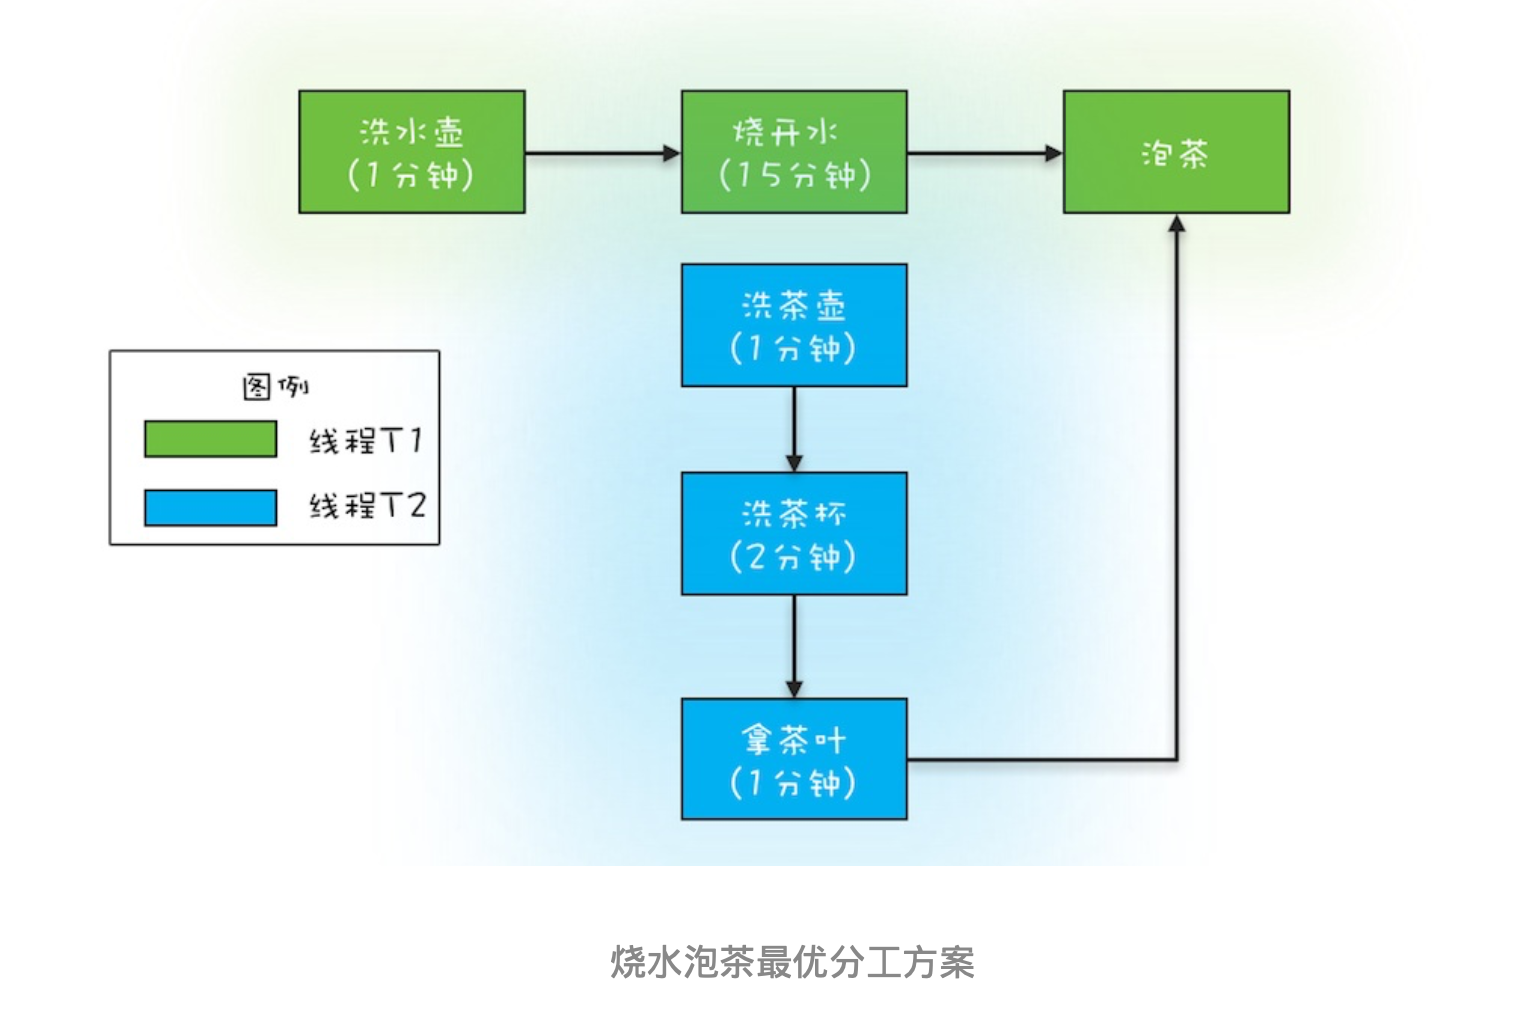 洗水壶
(1分钟)
烧开水
(15分钟)
泡茶
洗茶壶
(1分钟)
图例
线程T1
线程T2
洗茶杯
(2分钟)
拿茶叶
(1分钟)
烧水泡茶最优分工方案